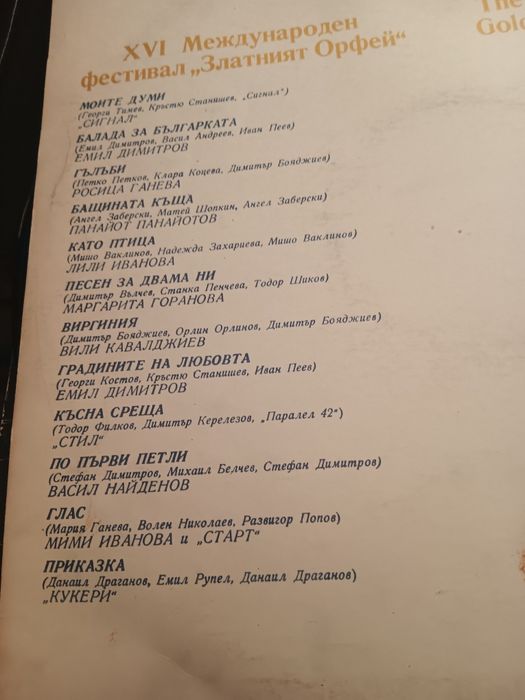 XVI Международен
фестивал „Златният Орфей“
The
Gold
МОИТЕ ДУМИ
(Георги Тимев, Кръстю Станишев, „Сигнал“)
„СИГНАЛ“
БАЛАДА ЗА БЪЛГАРКАТА
(Емил Димитров, Васил Андреев, Иван Пеев)
ЕМИЛ ДИМИТРОВ
ГЪЛЪБИ
(Петко Петков, Клара Коцева, Димитър Бояджиев)
РОСИЦА ГАНЕВА
БАЩИНАТА КЪЩА
(Ангел Заберски, Матей Шопкин, Ангел Заберски)
ПАНАЙОТ ПАНАЙОТОВ
КАТО ПТИЦА
(Мишо Ваклинов, Надежда Захариева, Мишо Ваклинов)
ЛИЛИ ИВАНОВА
ПЕСЕН ЗА ДВАМА НИ
(Димитър Вълчев, Станка Пенчева, Тодор Шиков)
МАРГАРИТА ГОРАНОВА
ВИРГИНИЯ
(Димитър Бояджиев, Орлин Орлинов, Димитър Бояджиев)
ВИЛИ КАВАЛДЖИЕВ
ГРАДИНИТЕ НА ЛЮБОВТА
(Георги Костов, Кръстю Станишев, Иван Пеев)
ЕМИЛ ДИМИТРОВ
КЪСНА СРЕЩА
(Тодор Филков, Димитър Керелезов, „Паралел 42“)
„СТИЛ“
ПО ПЪРВИ ПЕТЛИ
(Стефан Димитров, Михаил Белчев, Стефан Димитров)
ВАСИЛ НАЙДЕНОВ
ГЛАС
(Мария Ганева, Волен Николаев, Развигор Попов)
МИМИ ИВАНОВА и „СТАРТ“
ПРИКАЗКА
(Данаил Драганов, Емил Рупел, Данаил Драганов)
„КУКЕРИ“